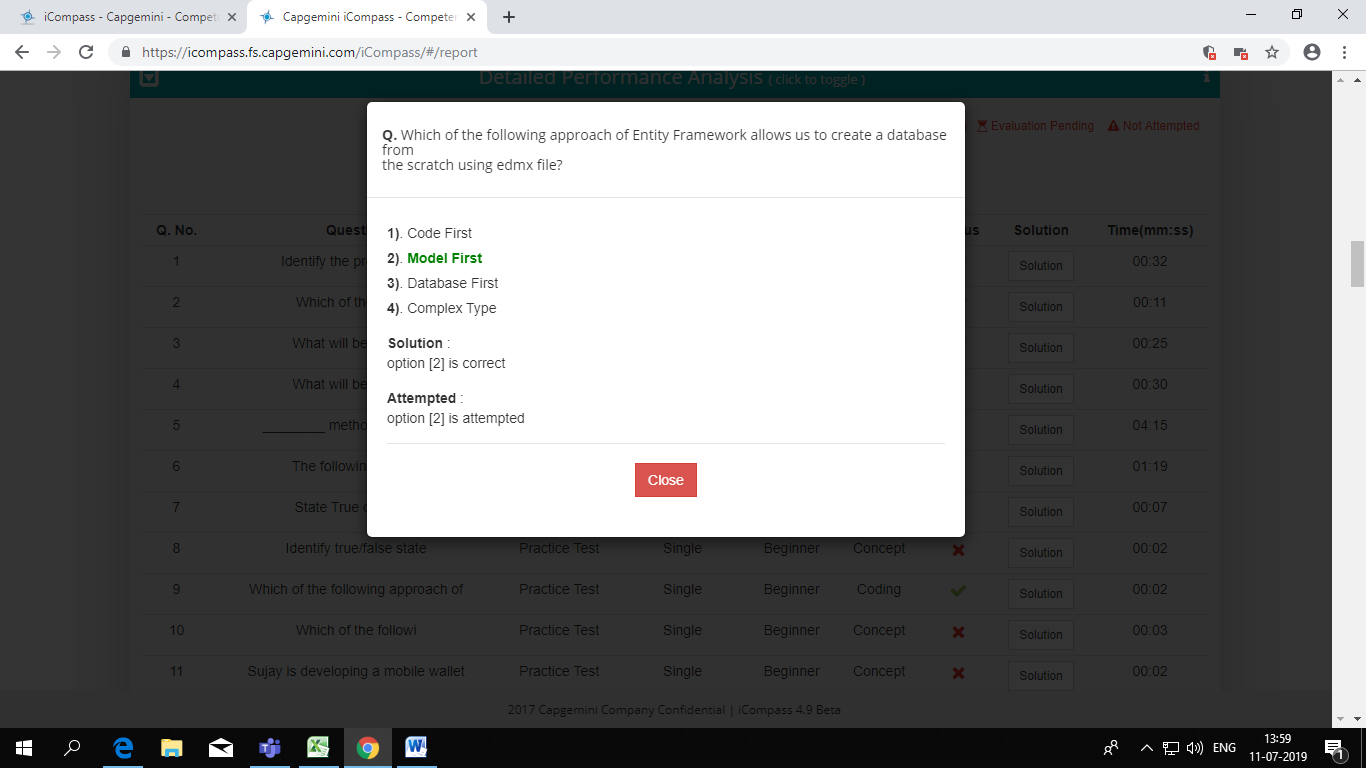 iCompass - Capgemini - Compet
Capgemini iCompass - Competen
https://icompass.fs.capgemini.com/iCompass/#/report
Detailed Performance Analysis ( click to toggle )
Evaluation Pending Not Attempted
Q. Which of the following approach of Entity Framework allows us to create a database
from
the scratch using edmx file?
Q. No. Quest us Solution Time(mm:ss)
1). Code First
2). Model First
3). Database First
4). Complex Type
Solution :
option [2] is correct
Attempted :
option [2] is attempted
Close
1 Identify the pr Solution 00:32
2 Which of th Solution 00:11
3 What will be Solution 00:25
4 What will be Solution 00:30
5 ________ metho Solution 04:15
6 The followin Solution 01:19
7 State True Solution 00:07
8 Identify true/false state Practice Test Single Beginner Concept Solution 00:02
9 Which of the following approach of Practice Test Single Beginner Coding Solution 00:02
10 Which of the followi Practice Test Single Beginner Concept Solution 00:03
11 Sujay is developing a mobile wallet Practice Test Single Beginner Concept Solution 00:02
2017 Capgemini Company Confidential | iCompass 4.9 Beta
ENG
13:59
11-07-2019
1